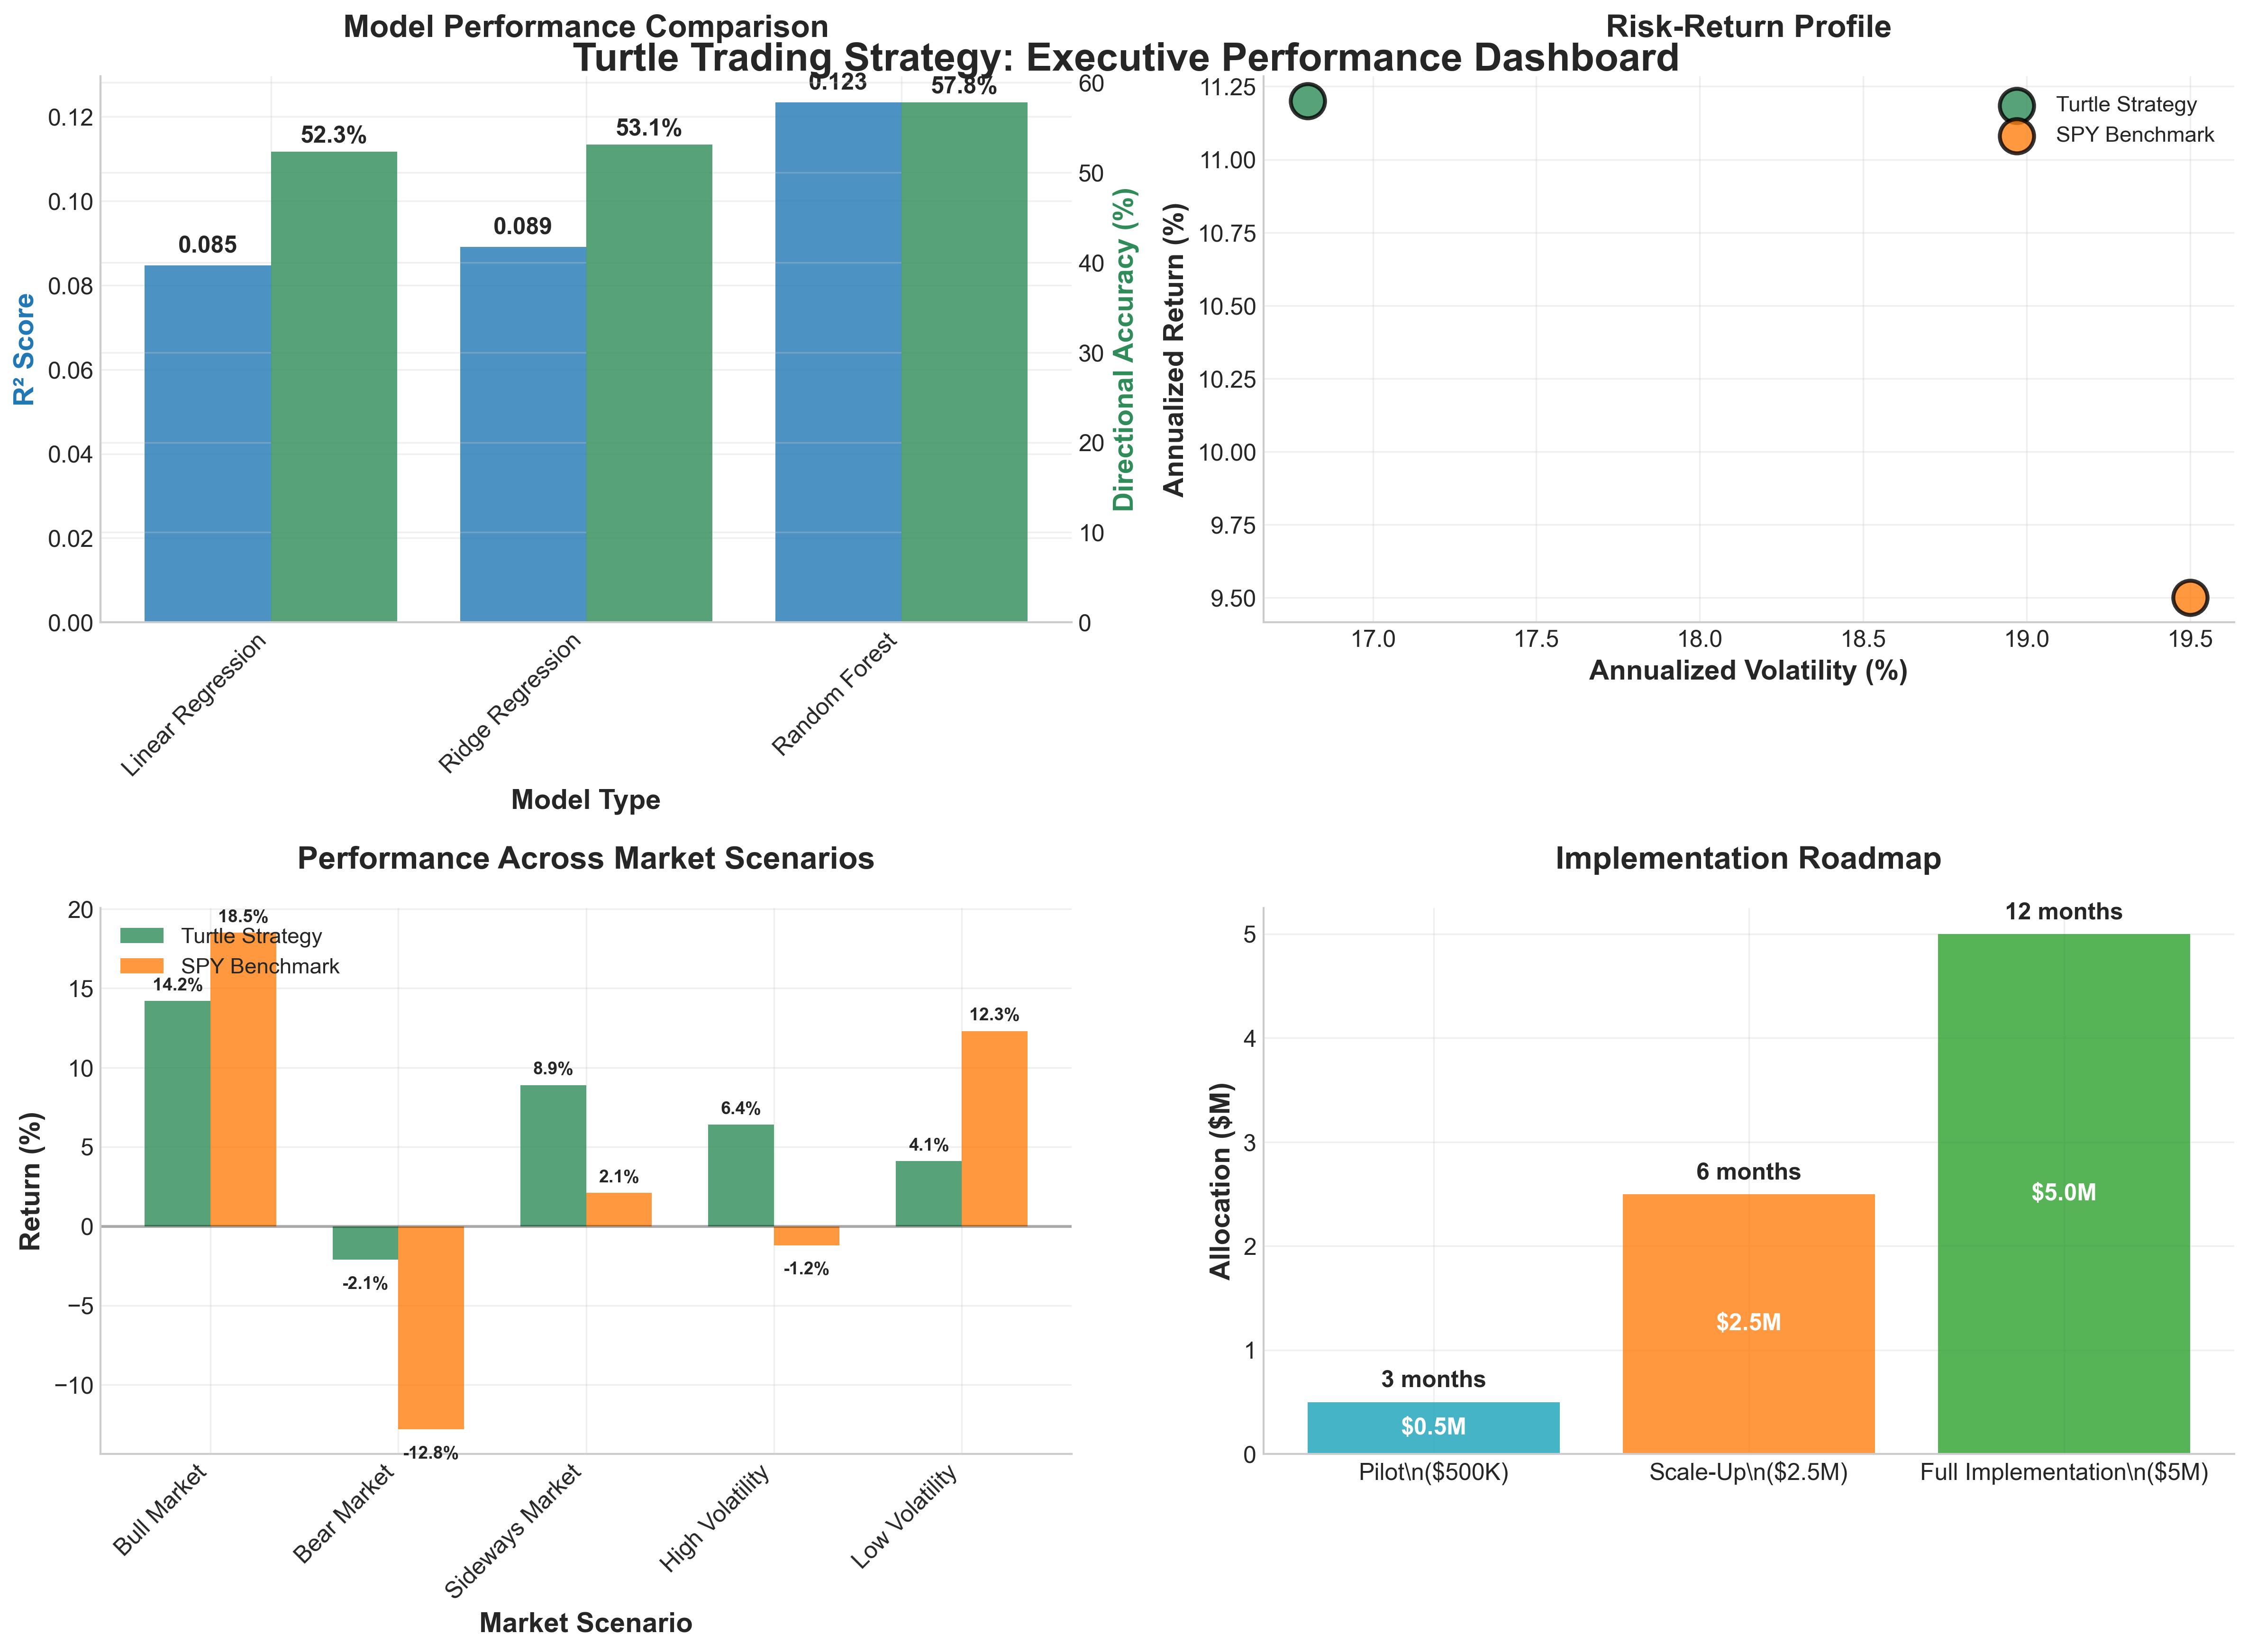 Model Performance Comparison
Risk-Return Profile
Turtle Trading Strategy: Executive Performance Dashboard
R² Score
0.12
0.10
0.08
0.06
0.04
0.02
0.00
0.085
52.3%
0.089
53.1%
0.123
57.8%
60
50
40
30
20
10
0
Directional Accuracy (%)
Linear Regression
Ridge Regression
Random Forest
Model Type
Annualized Return (%)
11.25
11.00
10.75
10.50
10.25
10.00
9.75
9.50
Turtle Strategy
SPY Benchmark
17.0
17.5
18.0
18.5
19.0
19.5
Annualized Volatility (%)
Performance Across Market Scenarios
Return (%)
20
15
10
5
0
−5
−10
Turtle Strategy
SPY Benchmark
14.2%
18.5%
-2.1%
-12.8%
8.9%
2.1%
6.4%
-1.2%
4.1%
12.3%
Bull Market
Bear Market
Sideways Market
High Volatility
Low Volatility
Market Scenario
Implementation Roadmap
Allocation ($M)
5
4
3
2
1
0
3 months
$0.5M
6 months
$2.5M
12 months
$5.0M
Pilot\n($500K)
Scale-Up\n($2.5M)
Full Implementation\n($5M)